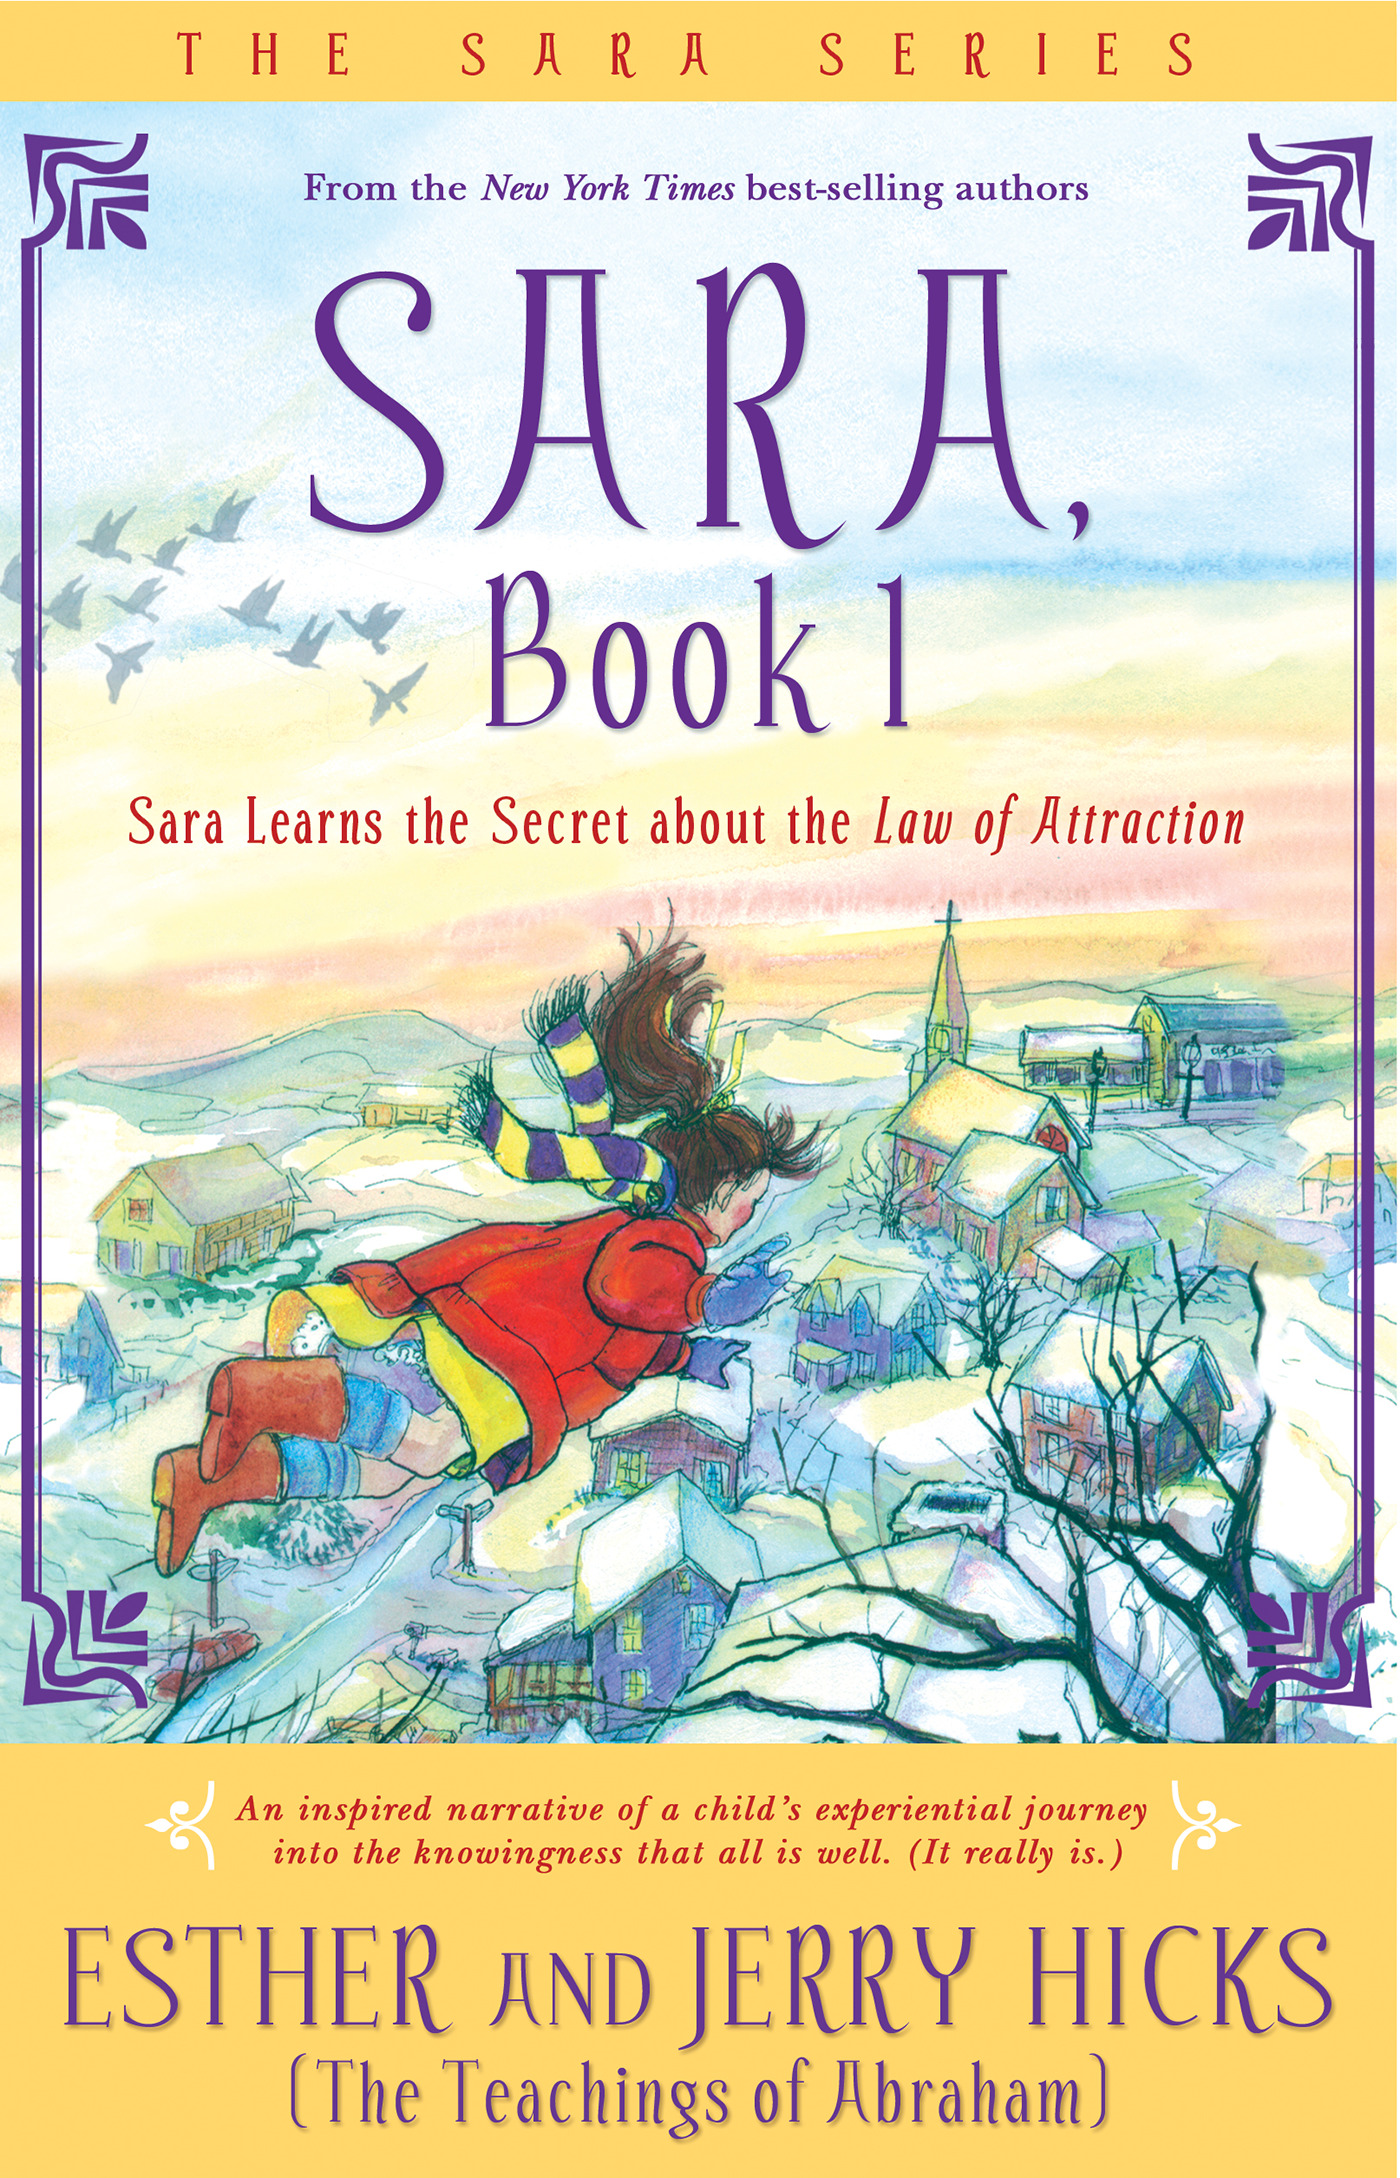 THE SARA SERIES
From the New York Times best-selling authors
SARA,
Book 1
Sara Learns the Secret about the Law of Attraction
An inspired narrative of a child's experiential journey
into the knowingness that all is well. (It really is.)
ESTHER AND JERRY HICKS
(The Teachings of Abraham)